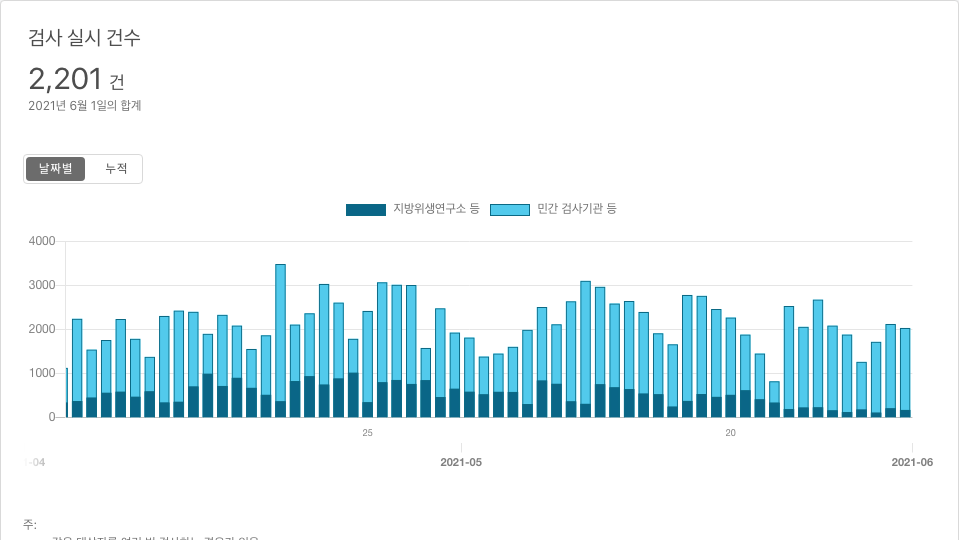 검사 실시 건수
2,201 건
2021년 6월 1일의 합계
날짜별 누적
지방위생연구소 등 민간 검사기관 등
4000
3000
2000
1000
0
25 20
-04 2021-05 2021-06
주: